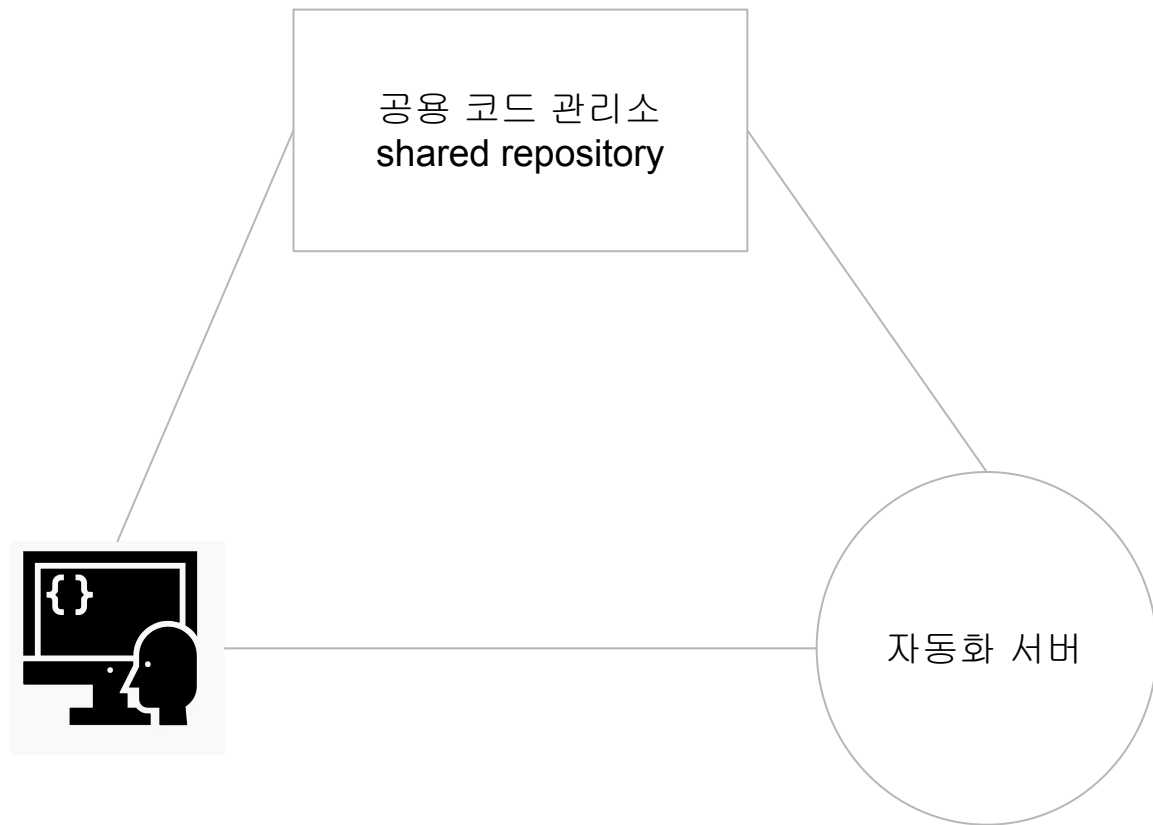 공용 코드 관리소
shared repository
{}
자동화 서버